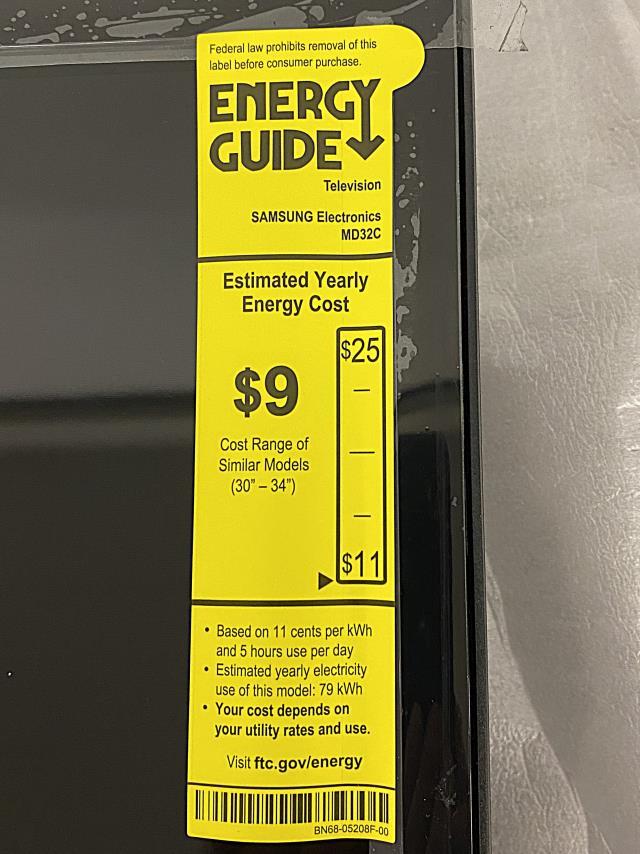 Federal law prohibits removal of this
label before consumer purchase.
ENERGY
GUIDE
Television
SAMSUNG Electronics
MD32C
Estimated Yearly
Energy Cost
$25
$9
Cost Range of
Similar Models
(30” – 34”)
$11
• Based on 11 cents per kWh
and 5 hours use per day
• Estimated yearly electricity
use of this model: 79 kWh
• Your cost depends on
your utility rates and use.
Visit ftc.gov/energy
BN68-05208F-00